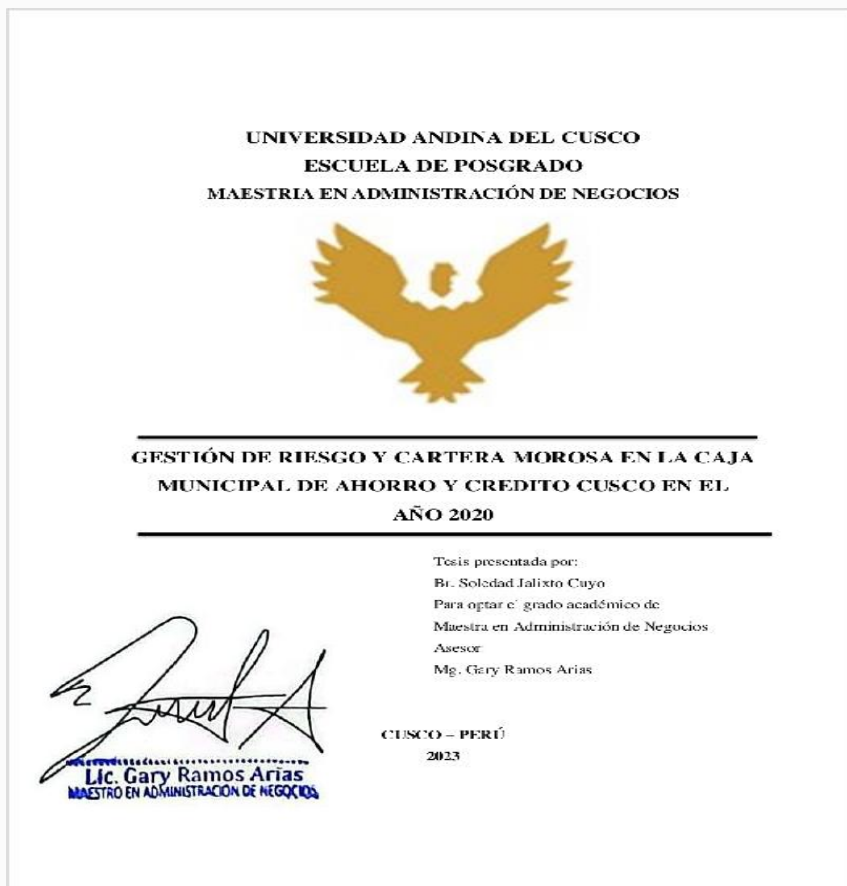 UNIVERSIDAD ANDINA DEL CUSCO
ESCUELA DE POSGRADO
MAESTRIA EN ADMINISTRACIÓN DE NEGOCIOS
GESTIÓN DE RIESGO Y CARTERA MOROSA EN LA CAJA
MUNICIPAL DE AHORRO Y CREDITO CUSCO EN EL
AÑO 2020
Tesis presentada por:
Br. Soledad Jalixto Cuyo
Para optar el grado académico de
Maestra en Administración de Negocios
Asesor
Mg. Gary Ramos Arias
CUSCO – PERÚ
2023
Lic. Gary Ramos Arias
MAESTRO EN ADMINISTRACIÓN DE NEGOCIOS